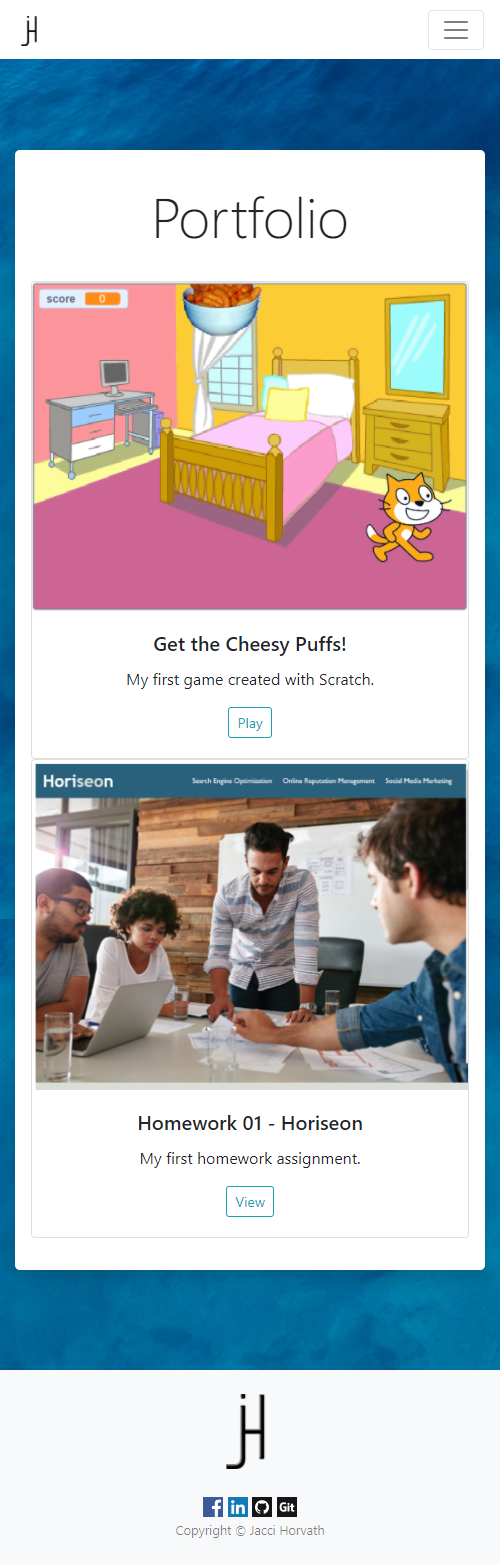 jH
Portfolio
score 0
Get the Cheesy Puffs!
My first game created with Scratch.
Play
Horiseon Search Engine Optimization Online Reputation Management Social Media Marketing
Homework 01 - Horiseon
My first homework assignment.
View
jH
f in Git
Copyright © Jacci Horvath